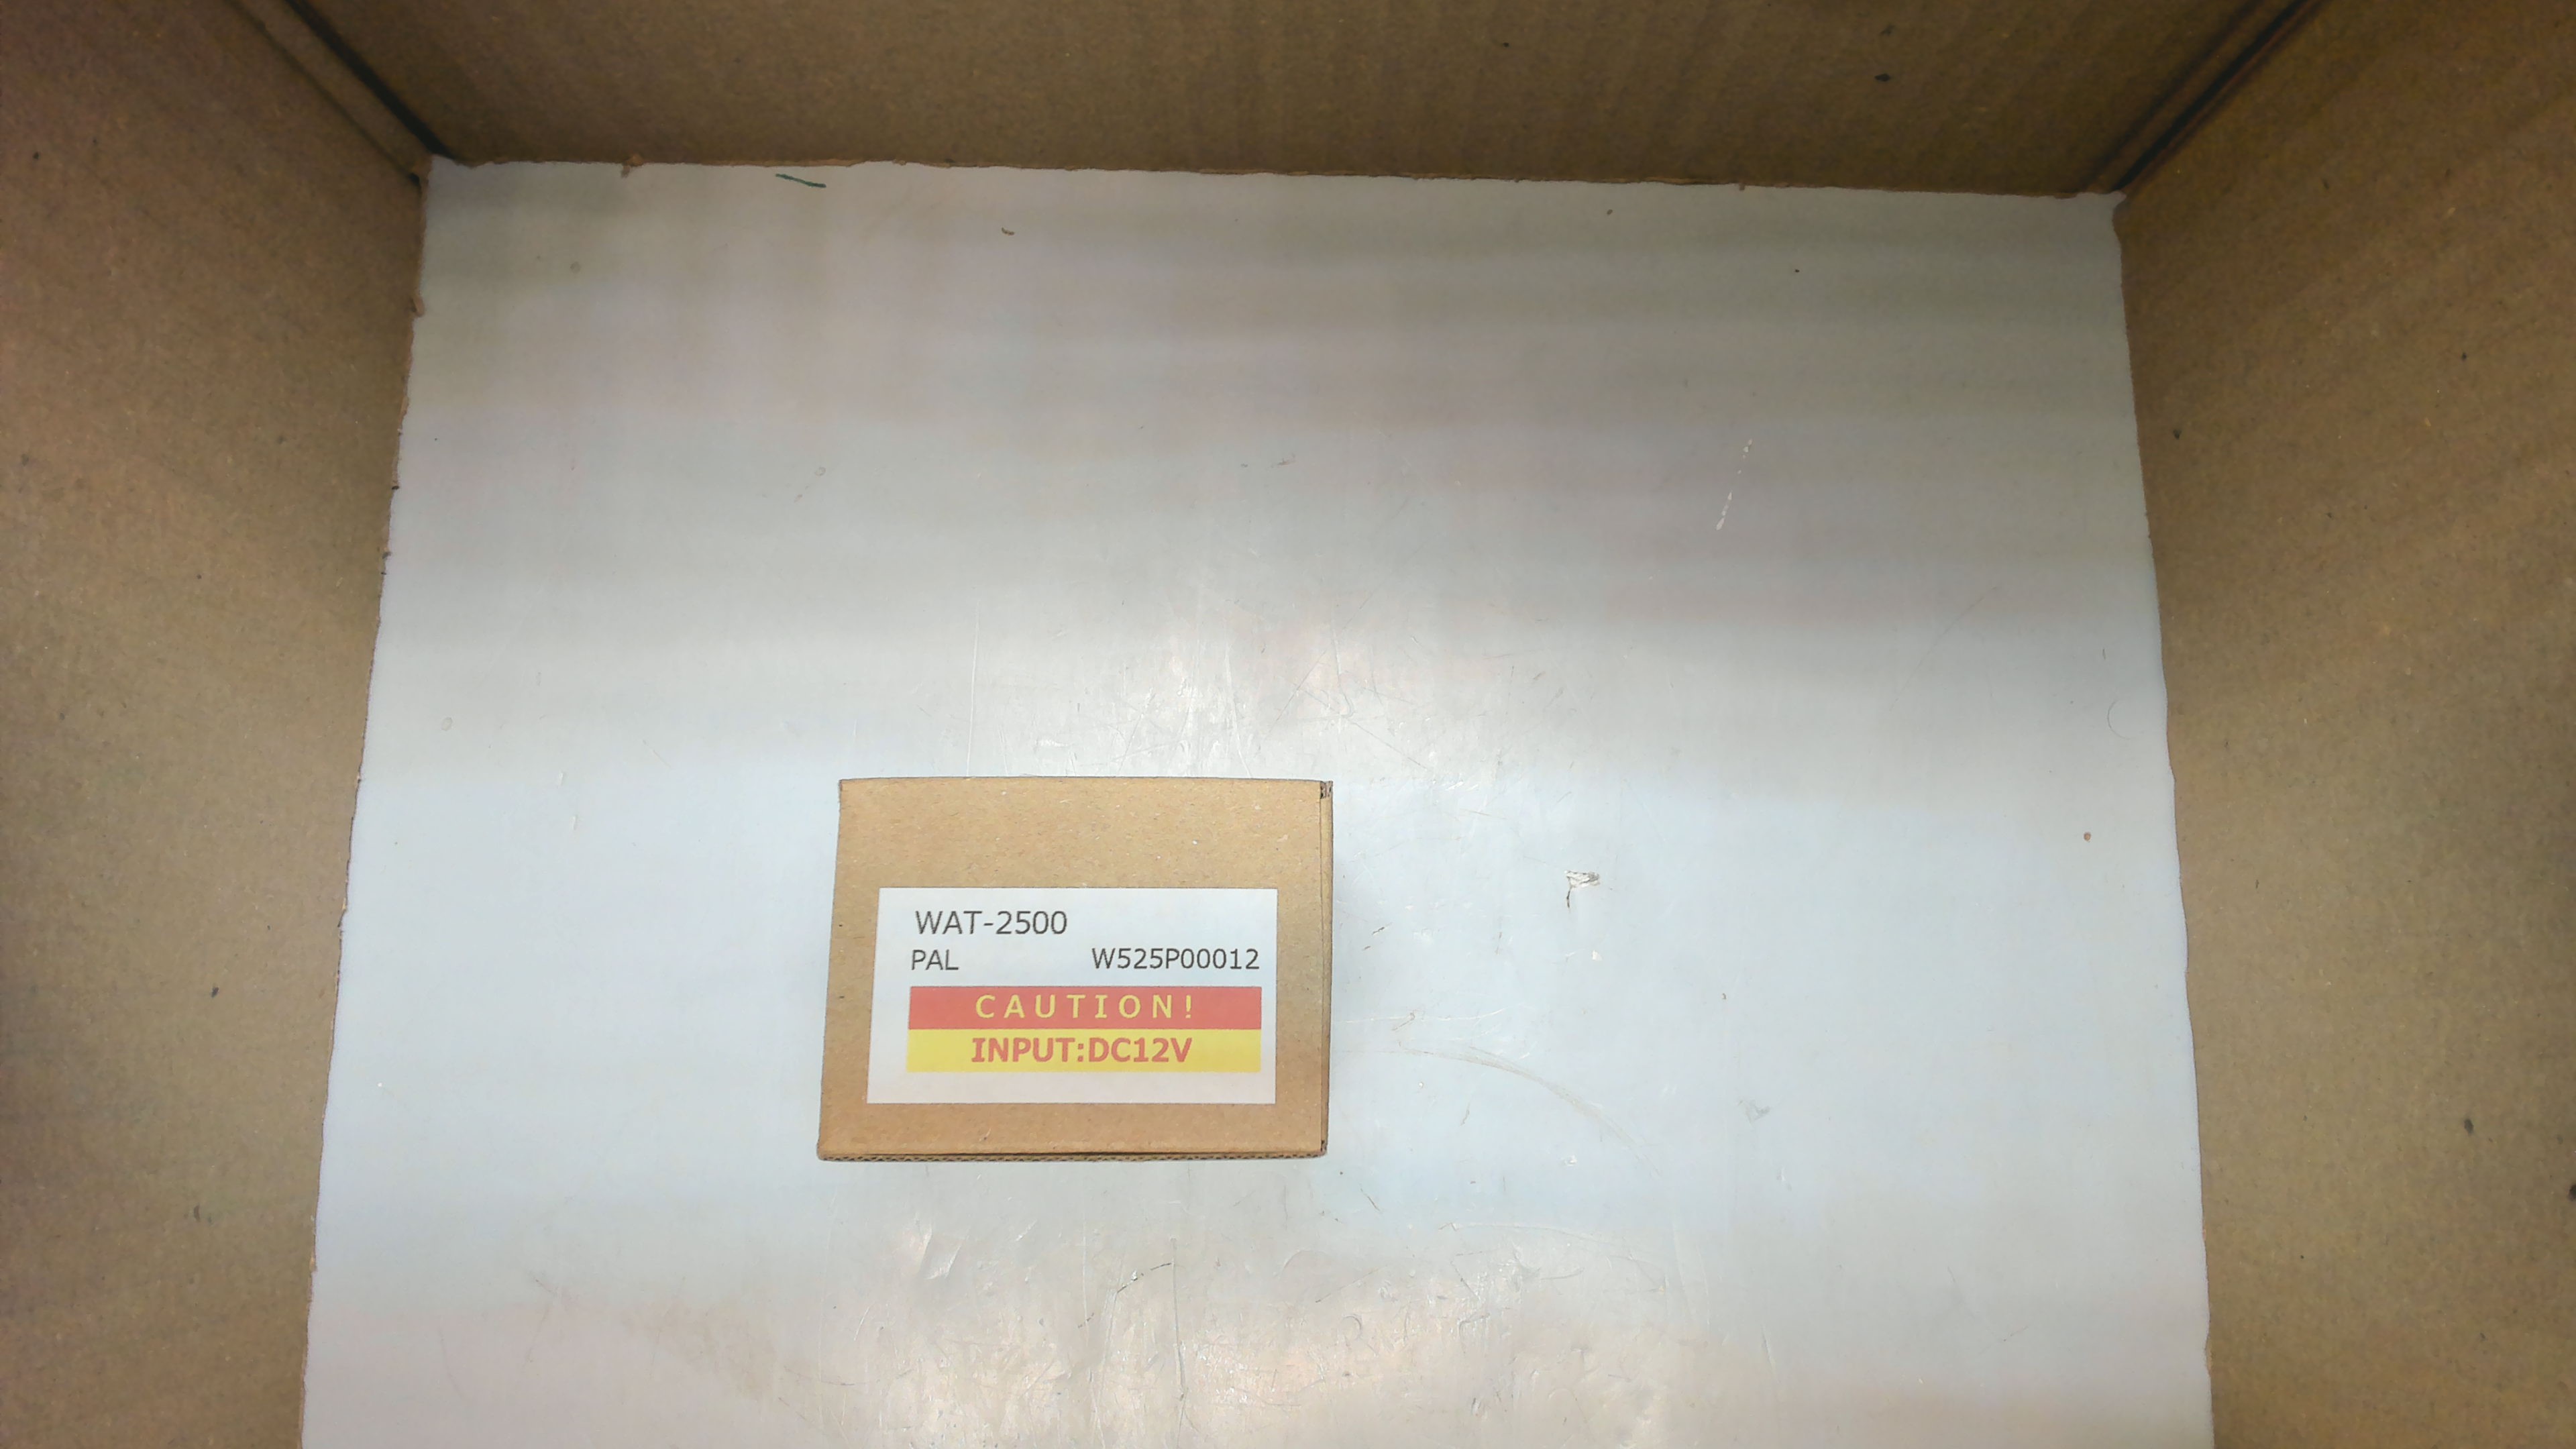 WAT-2500
PAL W525P00012
CAUTION!
INPUT:DC12V